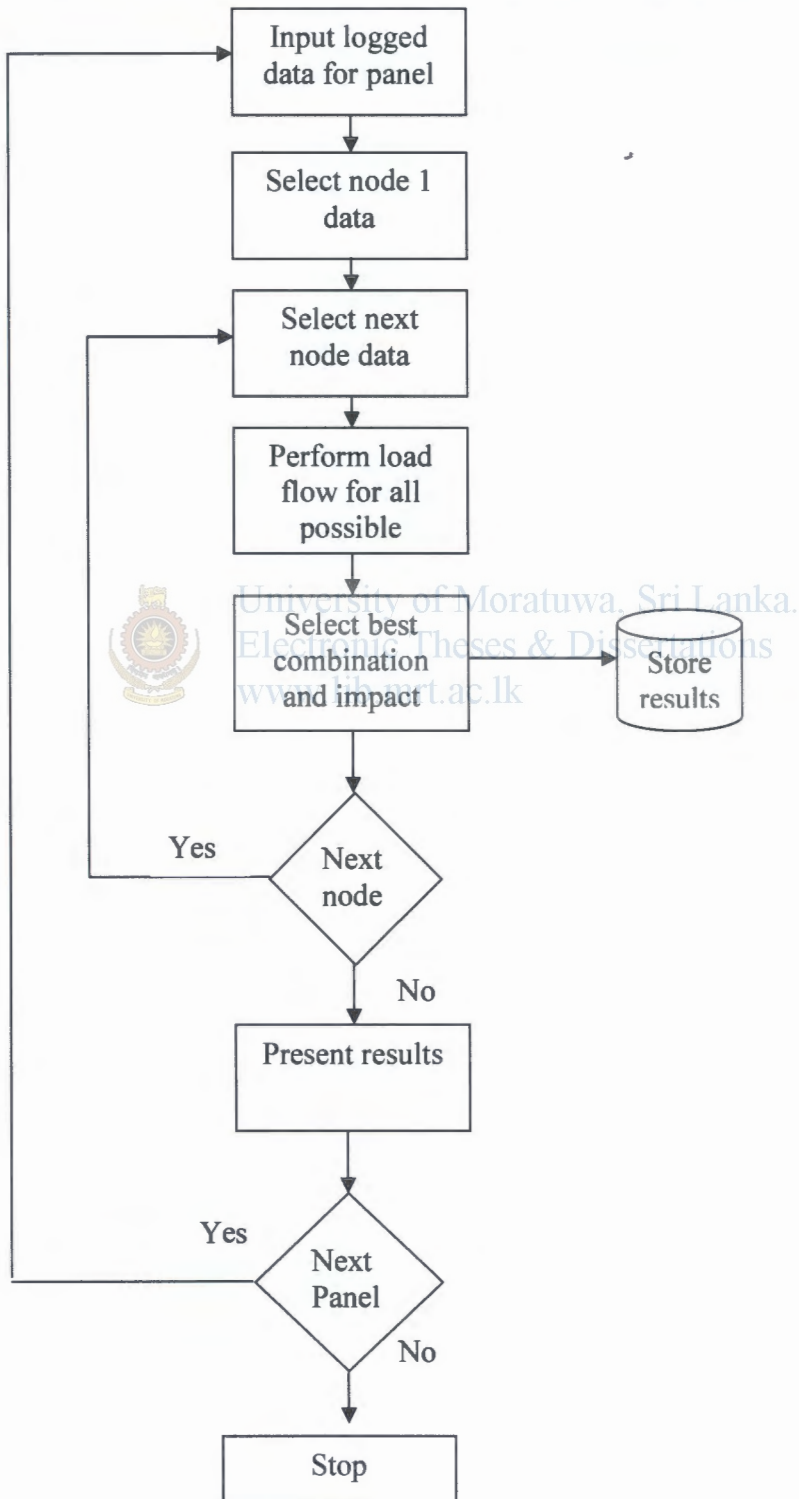 Input logged
data for panel
Select node 1
data
Select next
node data
Perform load
flow for all
possible
University of Moratuwa, Sri Lanka.
Electronic Theses & Dissertations
www.lib.mrt.ac.lk
Select best
combination
and impact
Store
results
Yes
Next
node
No
Present results
Yes
Next
Panel
No
Stop